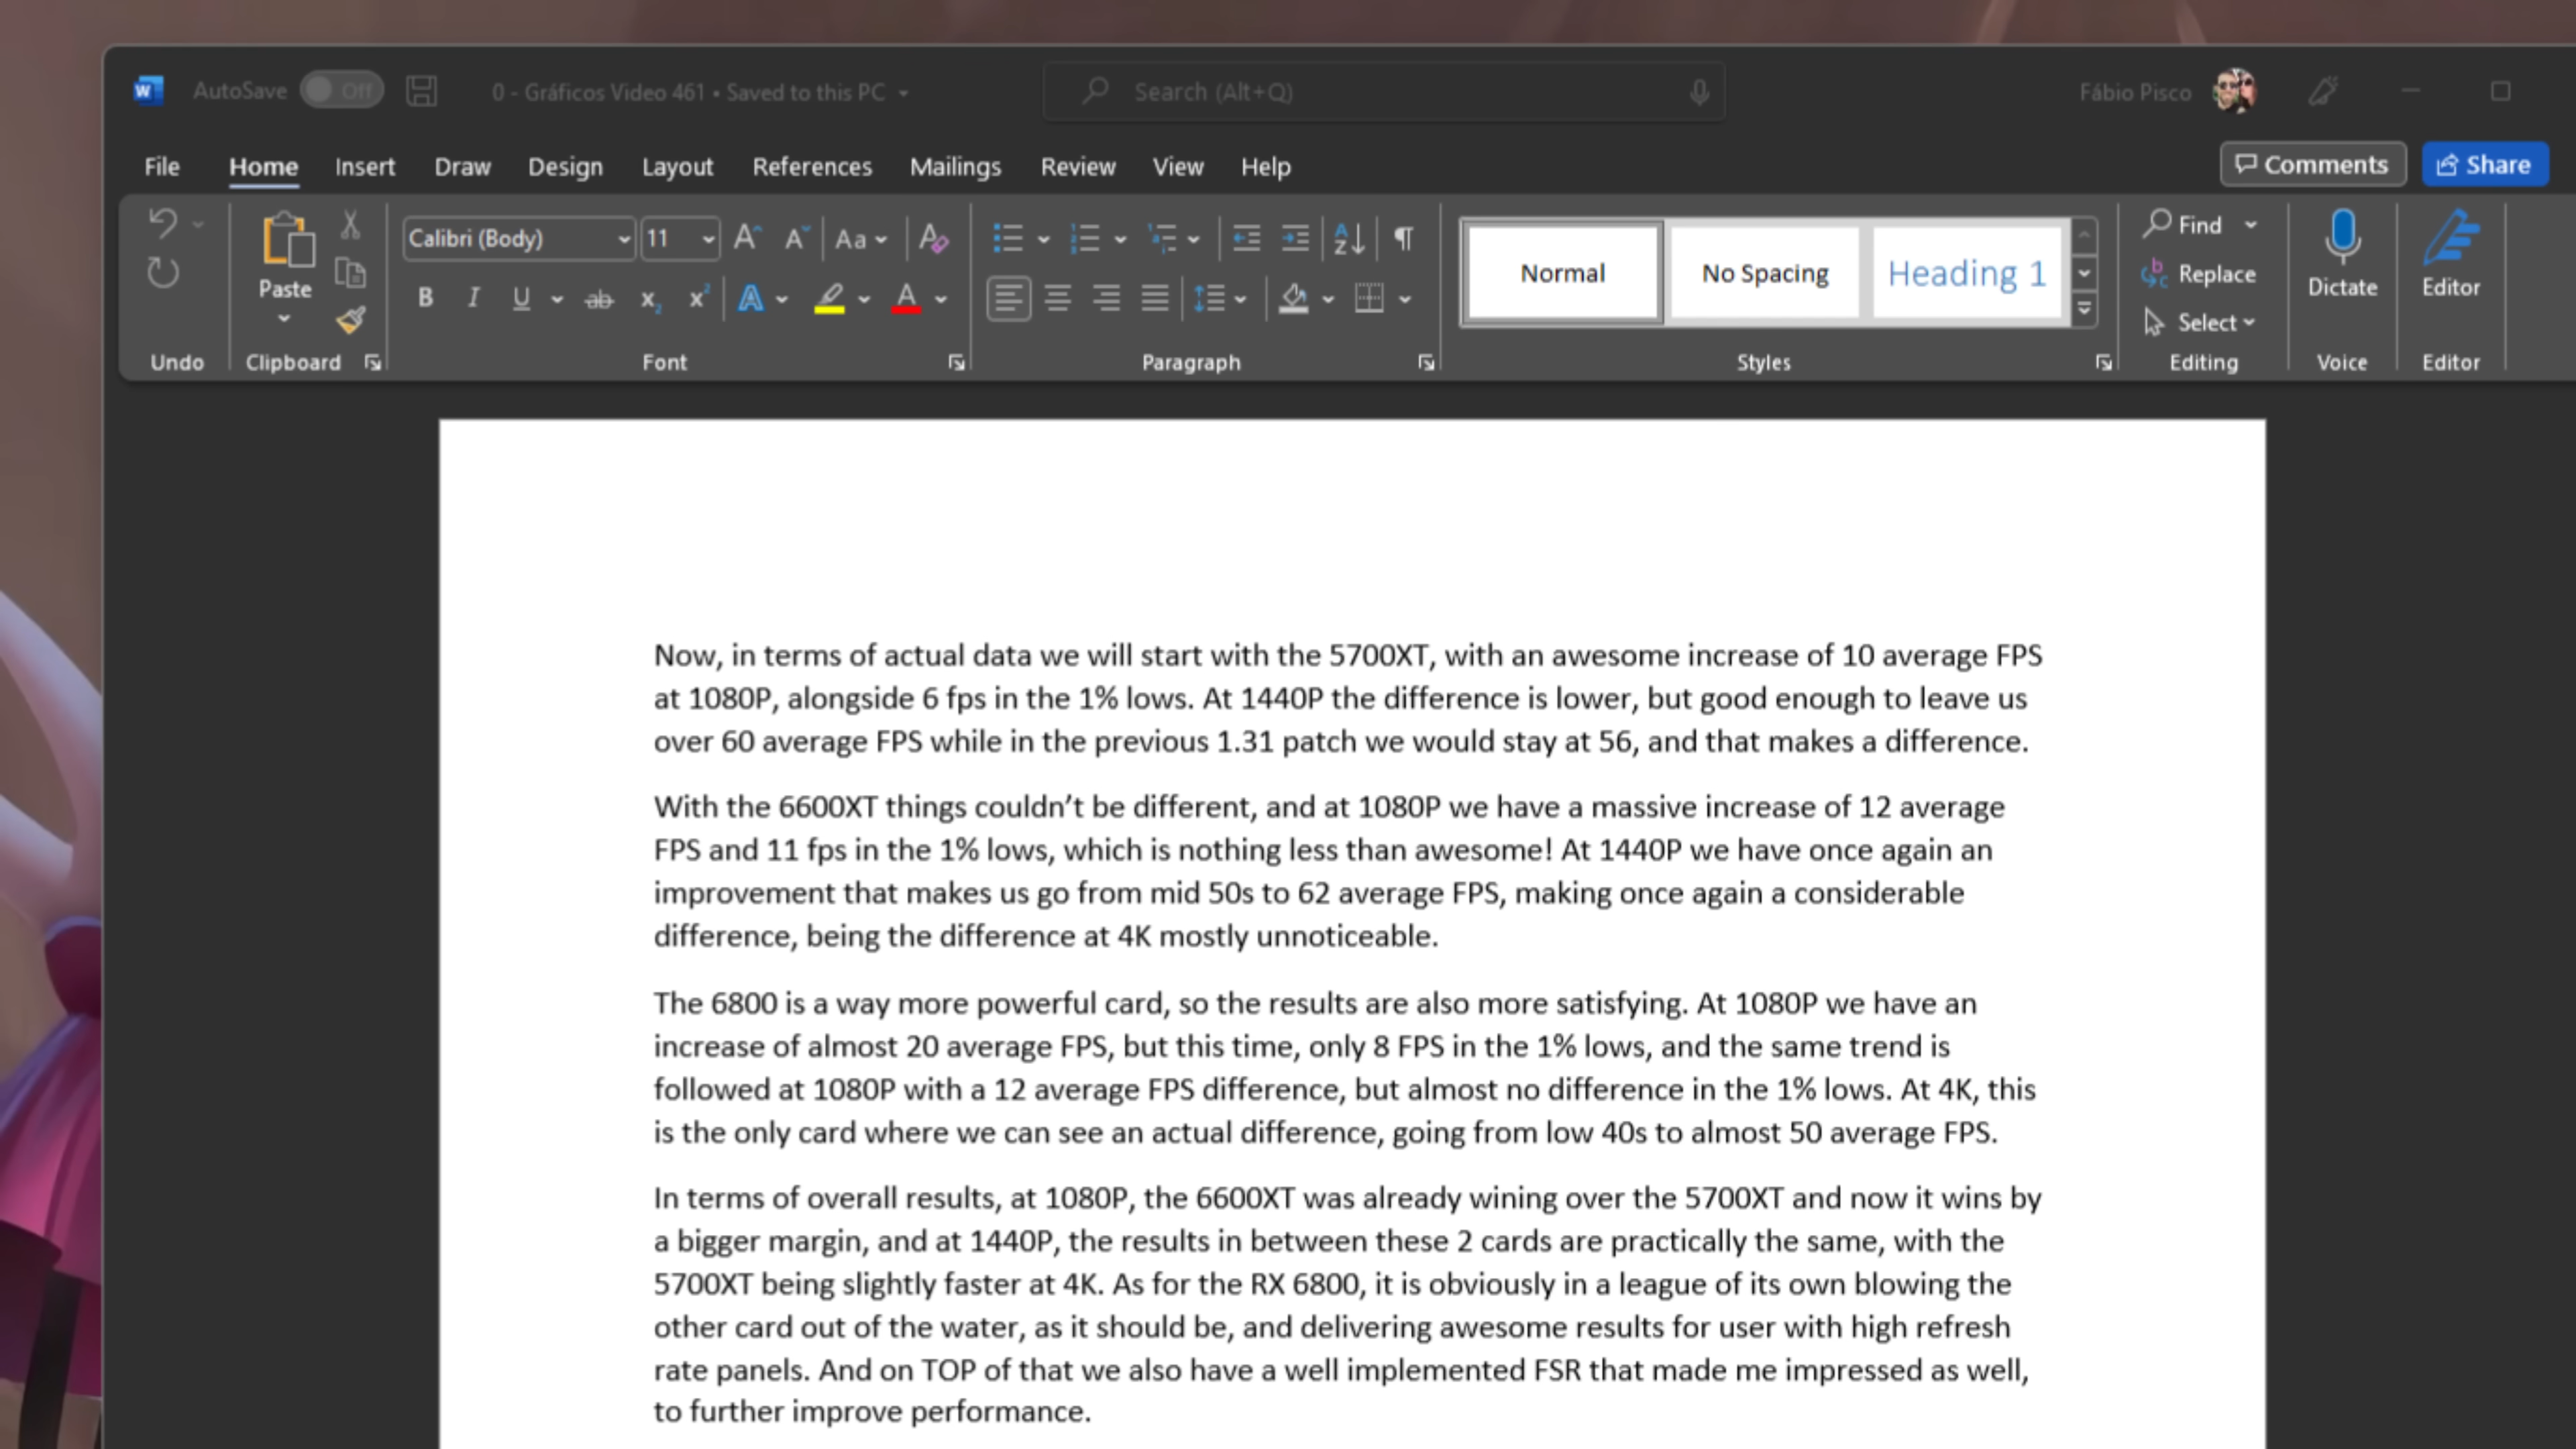 W AutoSave Off 0 - Gráficos Video 461 • Saved to this PC Search (Alt+Q) Fábio Pisco
File Home Insert Draw Design Layout References Mailings Review View Help Comments Share
Calibri (Body) 11 A A Aa A Normal No Spacing Heading 1 Find
Paste Replace Dictate Editor
B I U ab x₂ x² A A Select
Undo Clipboard Font Paragraph Styles Editing Voice Editor
Now, in terms of actual data we will start with the 5700XT, with an awesome increase of 10 average FPS
at 1080P, alongside 6 fps in the 1% lows. At 1440P the difference is lower, but good enough to leave us
over 60 average FPS while in the previous 1.31 patch we would stay at 56, and that makes a difference.
With the 6600XT things couldn’t be different, and at 1080P we have a massive increase of 12 average
FPS and 11 fps in the 1% lows, which is nothing less than awesome! At 1440P we have once again an
improvement that makes us go from mid 50s to 62 average FPS, making once again a considerable
difference, being the difference at 4K mostly unnoticeable.
The 6800 is a way more powerful card, so the results are also more satisfying. At 1080P we have an
increase of almost 20 average FPS, but this time, only 8 FPS in the 1% lows, and the same trend is
followed at 1080P with a 12 average FPS difference, but almost no difference in the 1% lows. At 4K, this
is the only card where we can see an actual difference, going from low 40s to almost 50 average FPS.
In terms of overall results, at 1080P, the 6600XT was already wining over the 5700XT and now it wins by
a bigger margin, and at 1440P, the results in between these 2 cards are practically the same, with the
5700XT being slightly faster at 4K. As for the RX 6800, it is obviously in a league of its own blowing the
other card out of the water, as it should be, and delivering awesome results for user with high refresh
rate panels. And on TOP of that we also have a well implemented FSR that made me impressed as well,
to further improve performance.